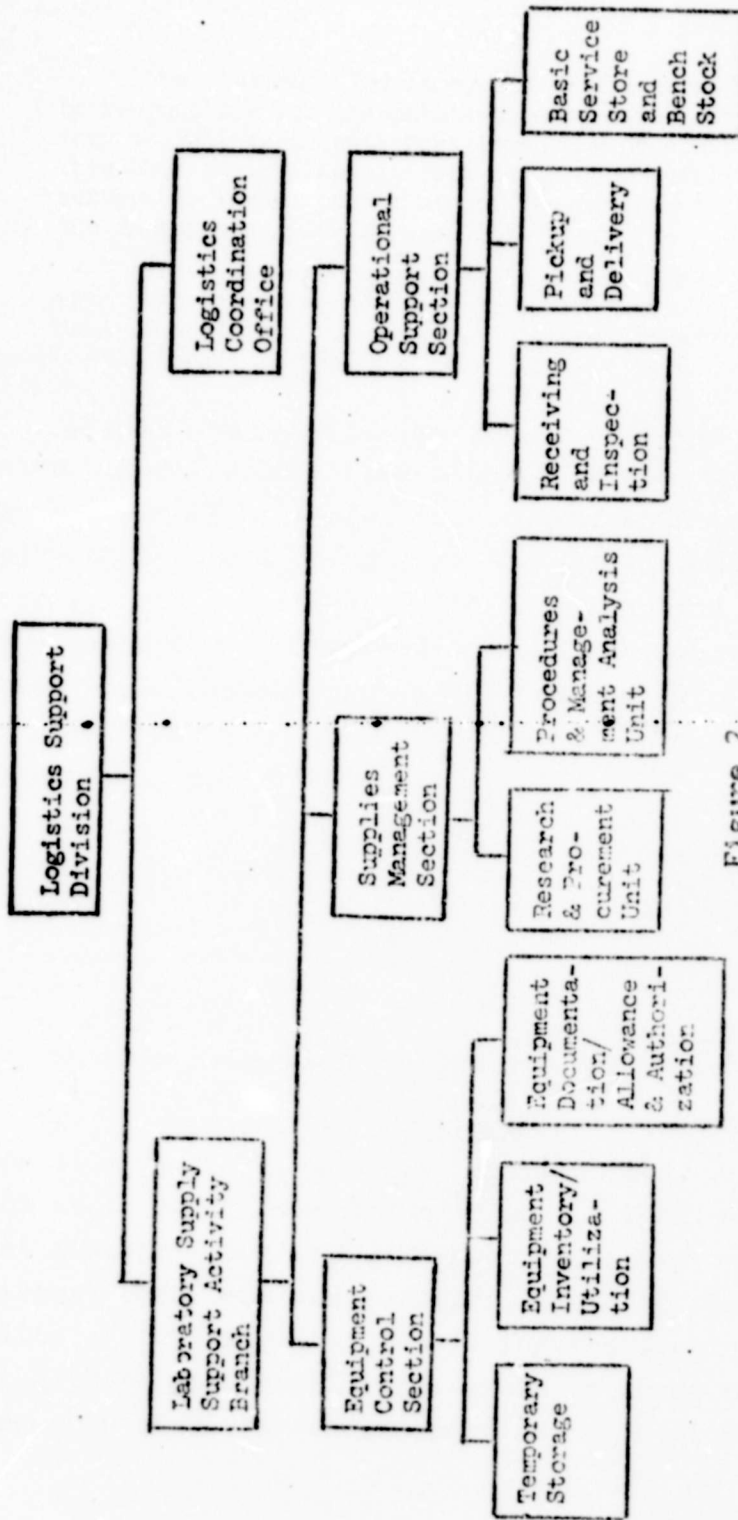 Logistics Support
Division
Laboratory Supply
Support Activity
Branch
Logistics
Coordination
Office
Equipment
Control
Section
Supplies
Management
Section
Operational
Support
Section
Temporary
Storage
Equipment
Inventory/
Utiliza-
tion
Equipment
Documenta-
tion/
Allowance
& Authori-
zation
Research
& Pro-
curement
Unit
Procedures
& Manage-
ment Analysis
Unit
Receiving
and
Inspec-
tion
Pickup
and
Delivery
Basic
Service
Store
and
Bench
Stock
Figure 2